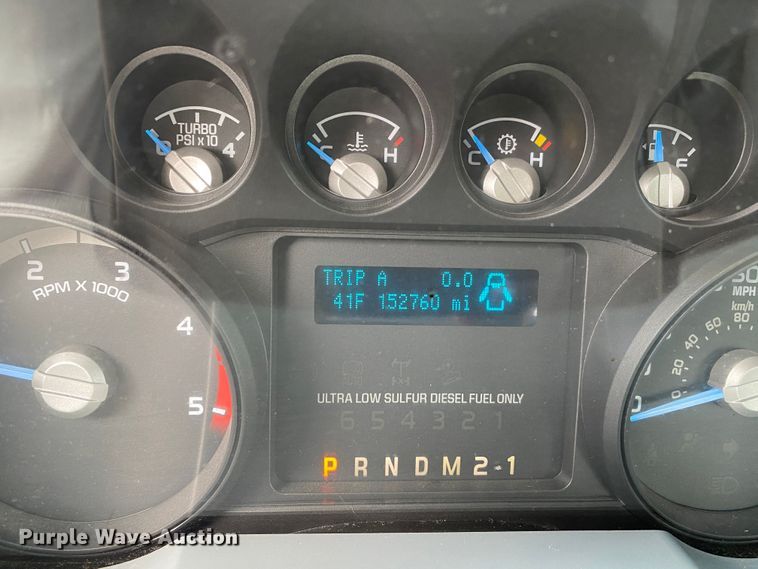 TURBO
PSI x 10
0 4
C H
C H
F
2 3
RPM X 1000
4
5
TRIP A 0.0
41F 152760 mi
ULTRA LOW SULFUR DIESEL FUEL ONLY
6 5 4 3 2 1
P R N D M 2 1
MPH
km/h
80
60
40
20
0
0
Purple Wave Auction®